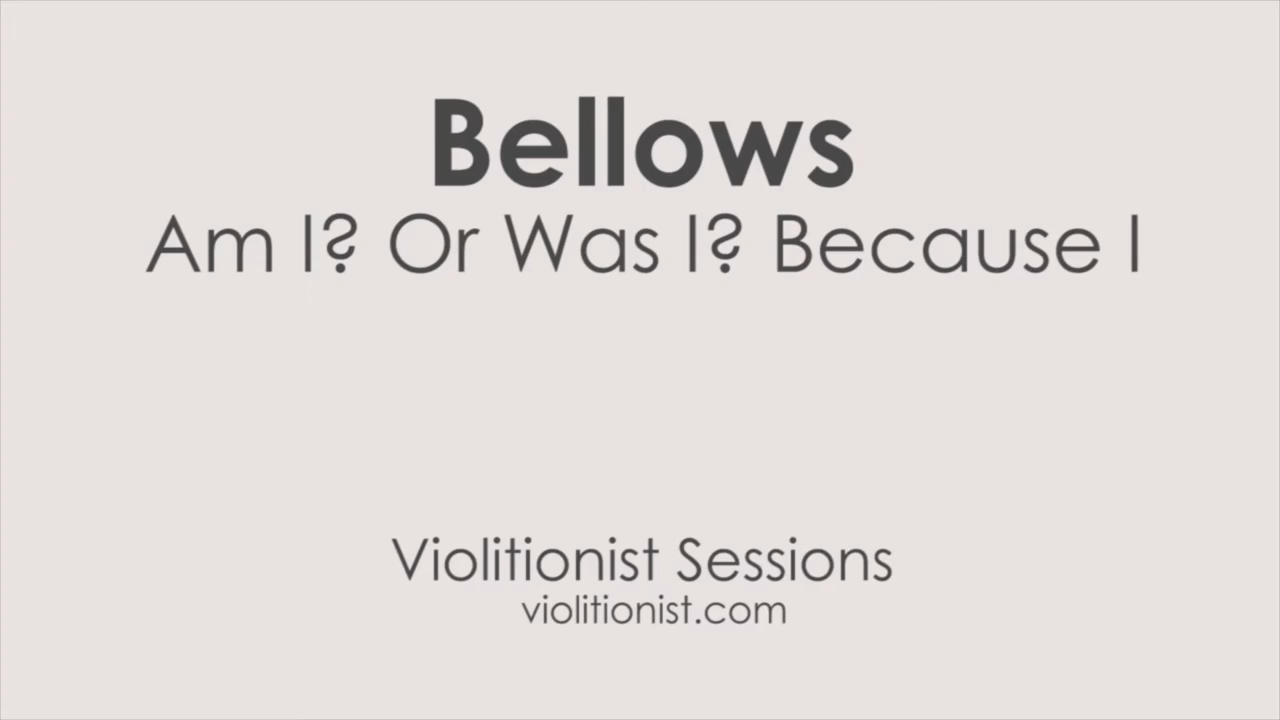 Bellows
Am I? Or Was I? Because I
Violitionist Sessions
violitionist.com